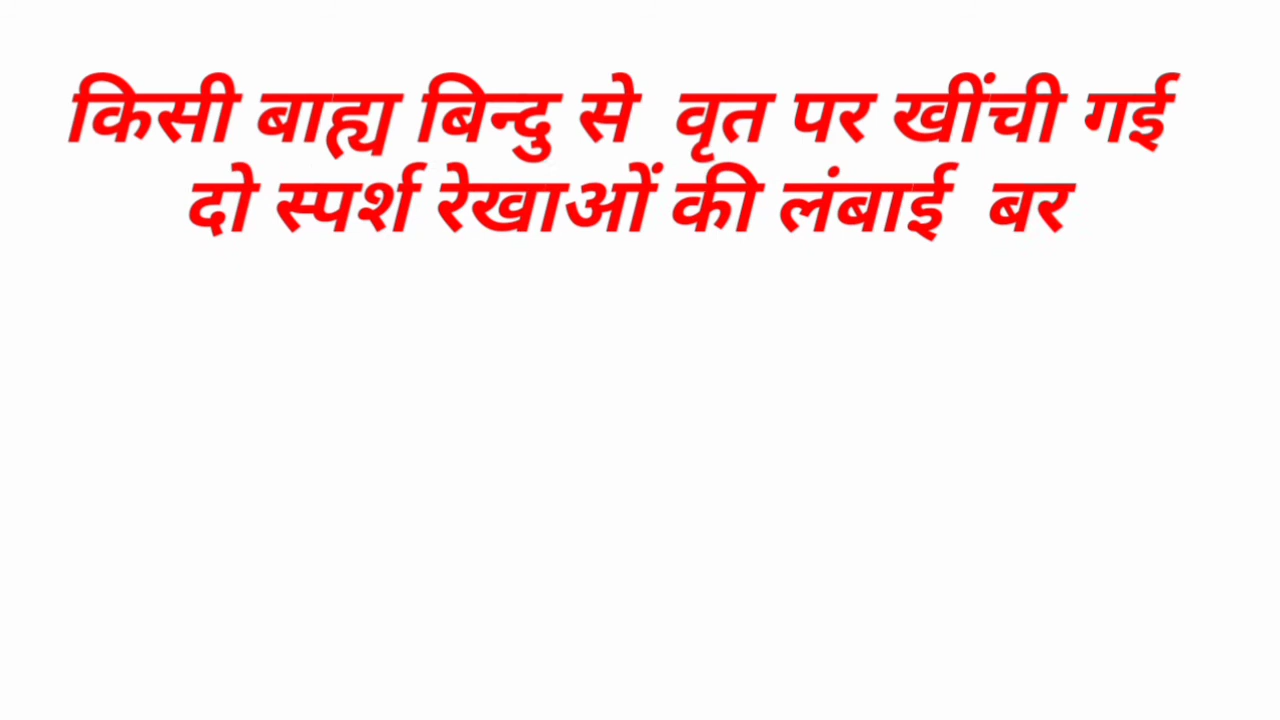 किसी बाह्य बिन्दु से वृत पर खींची गई
दो स्पर्श रेखाओं की लंबाई बर